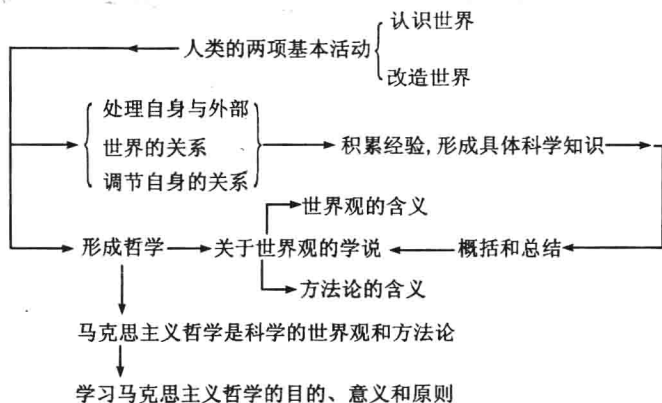 认识世界
人类的两项基本活动
改造世界
处理自身与外部
世界的关系
调节自身的关系
积累经验,形成具体科学知识
世界观的含义
形成哲学
关于世界观的学说
概括和总结
方法论的含义
马克思主义哲学是科学的世界观和方法论
学习马克思主义哲学的目的、意义和原则